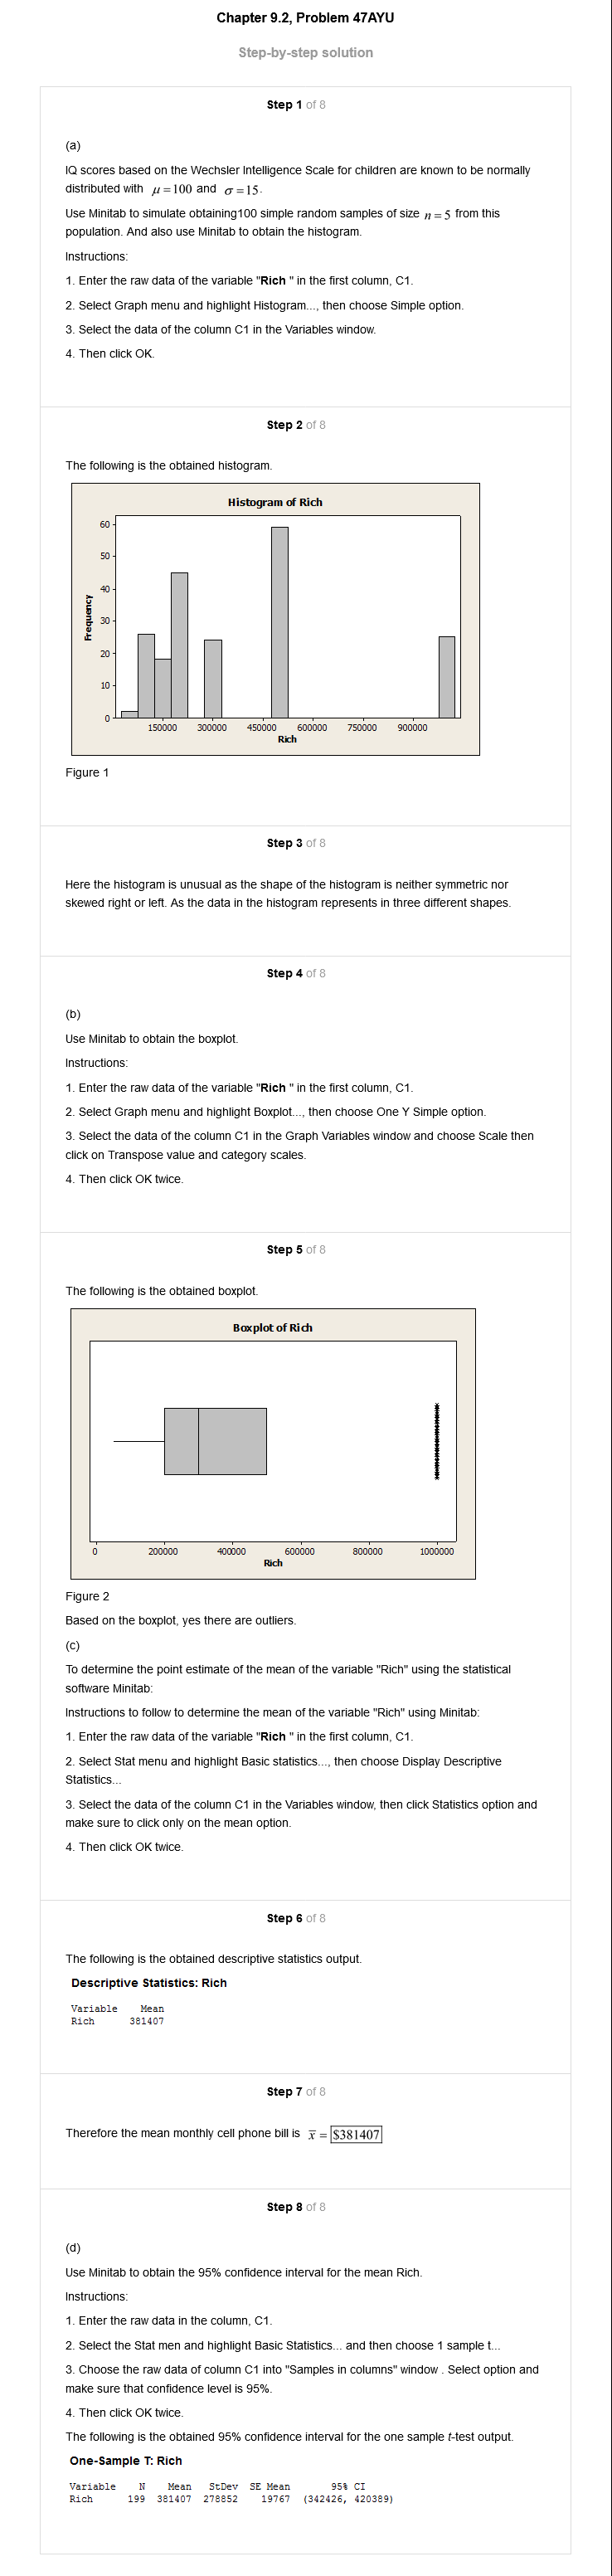 Chapter 9.2, Problem 47AYU
Step-by-step solution
Step 1 of 8
(a)
IQ scores based on the Wechsler Intelligence Scale for children are known to be normally
distributed with μ = 100 and σ = 15.
Use Minitab to simulate obtaining100 simple random samples of size n = 5 from this
population. And also use Minitab to obtain the histogram.
Instructions:
1. Enter the raw data of the variable "Rich " in the first column, C1.
2. Select Graph menu and highlight Histogram..., then choose Simple option.
3. Select the data of the column C1 in the Variables window.
4. Then click OK.
Step 2 of 8
The following is the obtained histogram.
Histogram of Rich
60
50
40
30
20
10
0
Frequency
150000 300000 450000 600000 750000 900000
Rich
Figure 1
Step 3 of 8
Here the histogram is unusual as the shape of the histogram is neither symmetric nor
skewed right or left. As the data in the histogram represents in three different shapes.
Step 4 of 8
(b)
Use Minitab to obtain the boxplot.
Instructions:
1. Enter the raw data of the variable "Rich " in the first column, C1.
2. Select Graph menu and highlight Boxplot..., then choose One Y Simple option.
3. Select the data of the column C1 in the Graph Variables window and choose Scale then
click on Transpose value and category scales.
4. Then click OK twice.
Step 5 of 8
The following is the obtained boxplot.
Boxplot of Rich
0 200000 400000 600000 800000 1000000
Rich
Figure 2
Based on the boxplot, yes there are outliers.
(c)
To determine the point estimate of the mean of the variable "Rich" using the statistical
software Minitab:
Instructions to follow to determine the mean of the variable "Rich" using Minitab:
1. Enter the raw data of the variable "Rich " in the first column, C1.
2. Select Stat menu and highlight Basic statistics..., then choose Display Descriptive
Statistics...
3. Select the data of the column C1 in the Variables window, then click Statistics option and
make sure to click only on the mean option.
4. Then click OK twice.
Step 6 of 8
The following is the obtained descriptive statistics output.
Descriptive Statistics: Rich
Variable Mean
Rich 381407
Step 7 of 8
Therefore the mean monthly cell phone bill is x̅ = $381407
Step 8 of 8
(d)
Use Minitab to obtain the 95% confidence interval for the mean Rich.
Instructions:
1. Enter the raw data in the column, C1.
2. Select the Stat men and highlight Basic Statistics... and then choose 1 sample t...
3. Choose the raw data of column C1 into "Samples in columns" window . Select option and
make sure that confidence level is 95%.
4. Then click OK twice.
The following is the obtained 95% confidence interval for the one sample t-test output.
One-Sample T: Rich
Variable N Mean StDev SE Mean 95% CI
Rich 199 381407 278852 19767 (342426, 420389)